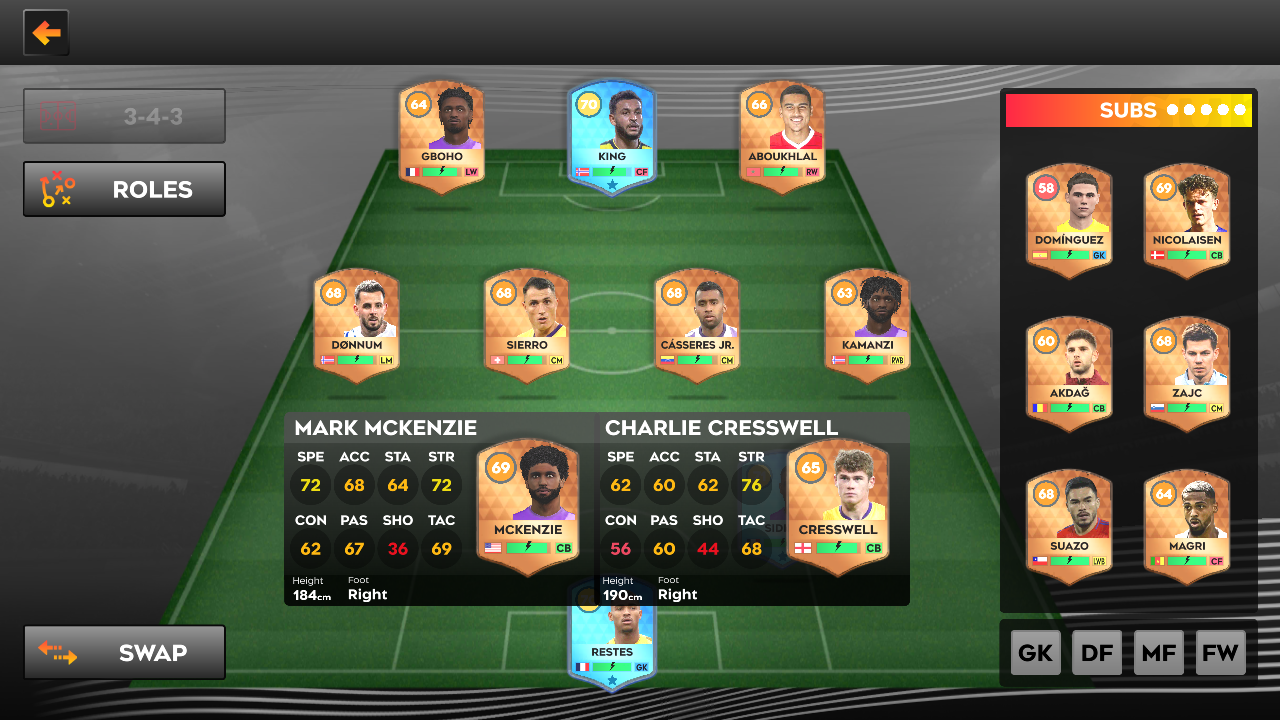 3-4-3
ROLES
64
GBOHO
LW
70
KING
CF
66
ABOUKHLAL
RW
68
DØNNUM
LM
68
SIERRO
CM
68
CÁSSERES JR.
CM
63
KAMANZI
RWB
MARK MCKENZIE
SPE ACC STA STR
72 68 64 72
CON PAS SHO TAC
62 67 36 69
Height Foot
184cm Right
69
MCKENZIE
CB
CHARLIE CRESSWELL
SPE ACC STA STR
62 60 62 76
CON PAS SHO TAC
56 60 44 68
Height Foot
190cm Right
65
CRESSWELL
CB
RESTES
GK
SWAP
SUBS
58
DOMÍNGUEZ
GK
69
NICOLAISEN
CB
60
AKDAĞ
CB
68
ZAJC
CM
68
SUAZO
LWB
64
MAGRI
CF
GK DF MF FW